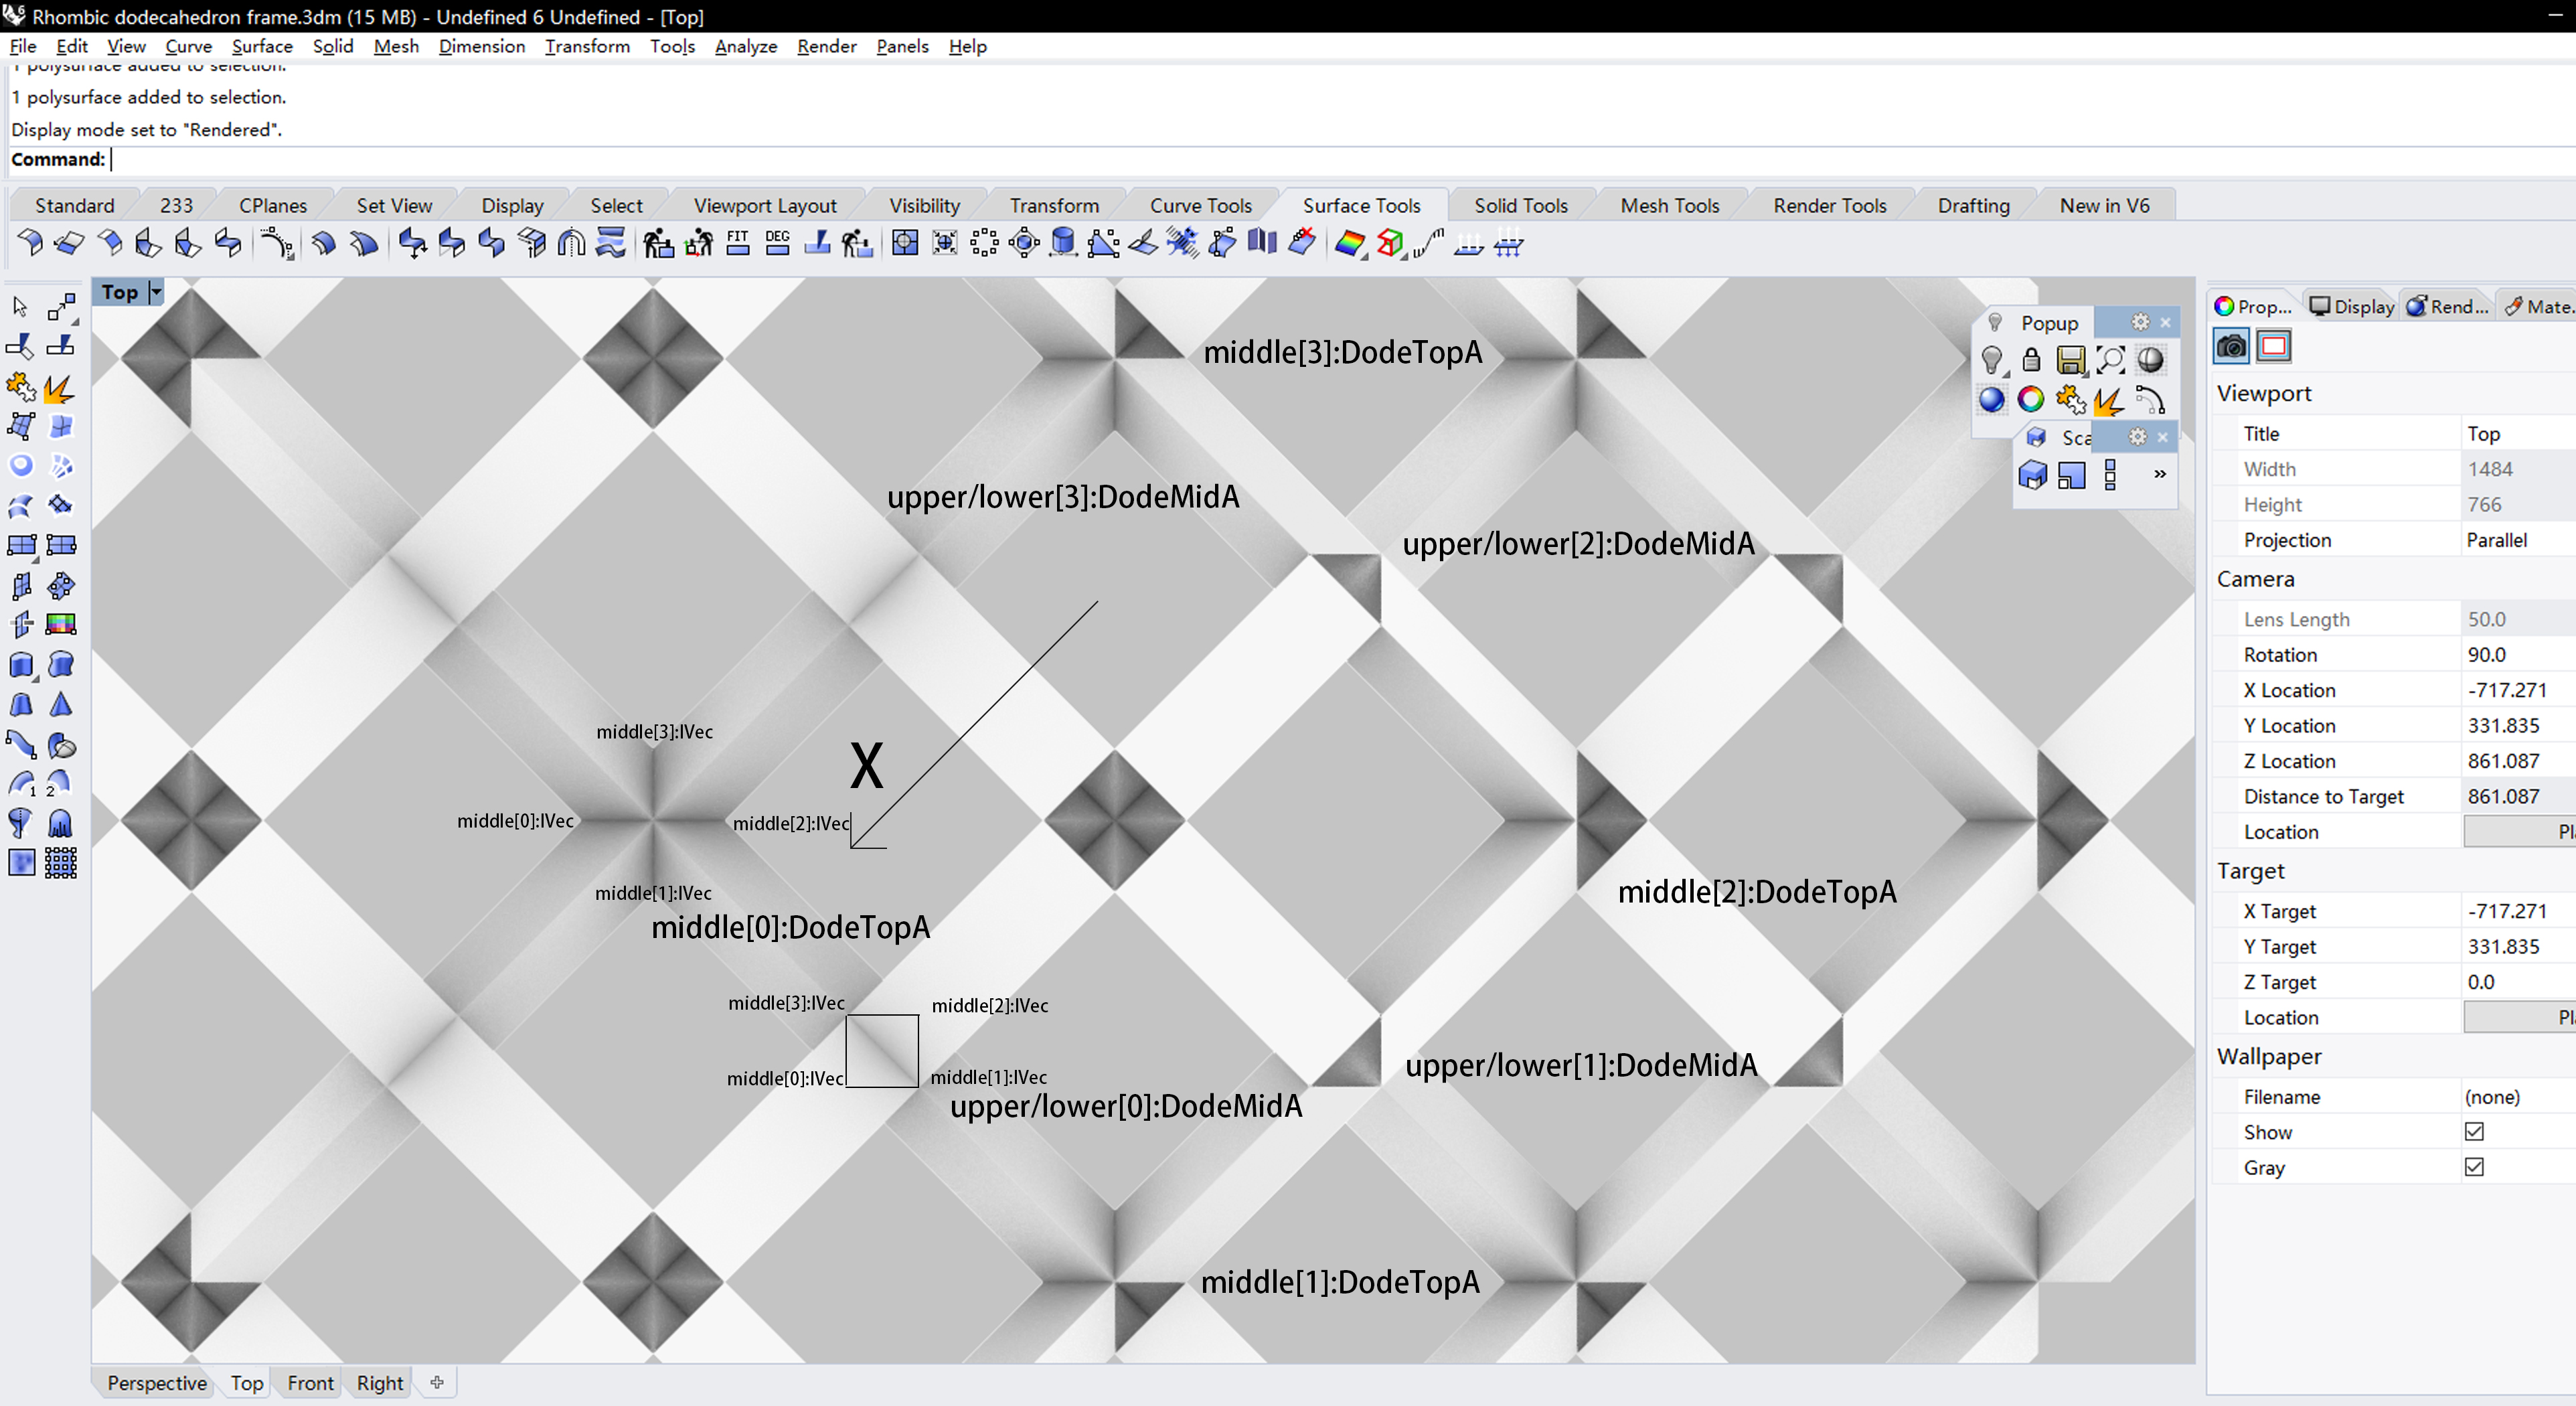 Rhombic dodecahedron frame.3dm (15 MB) - Undefined 6 Undefined - [Top]
File Edit View Curve Surface Solid Mesh Dimension Transform Tools Analyze Render Panels Help
1 polysurface added to selection.
1 polysurface added to selection.
Display mode set to "Rendered".
Command:
Standard 233 CPlanes Set View Display Select Viewport Layout Visibility Transform Curve Tools Surface Tools Solid Tools Mesh Tools Render Tools Drafting New in V6
FIT DEG
Top
Prop... Display Rend... Mate.
Popup
middle[3]:DodeTopA
Viewport
Title Top
Sca
Width 1484
upper/lower[3]:DodeMidA
Height 766
upper/lower[2]:DodeMidA
Projection Parallel
Camera
Lens Length 50.0
Rotation 90.0
X Location -717.271
middle[3]:IVec
Y Location 331.835
X
Z Location 861.087
1 2
Distance to Target 861.087
middle[0]:IVec middle[2]:IVec
Location Pl
Target
middle[1]:IVec
middle[2]:DodeTopA
middle[0]:DodeTopA
X Target -717.271
Y Target 331.835
Z Target 0.0
middle[3]:IVec middle[2]:IVec
Location Pl
Wallpaper
upper/lower[1]:DodeMidA
middle[0]:IVec middle[1]:IVec
Filename (none)
upper/lower[0]:DodeMidA
Show
Gray
middle[1]:DodeTopA
Perspective Top Front Right